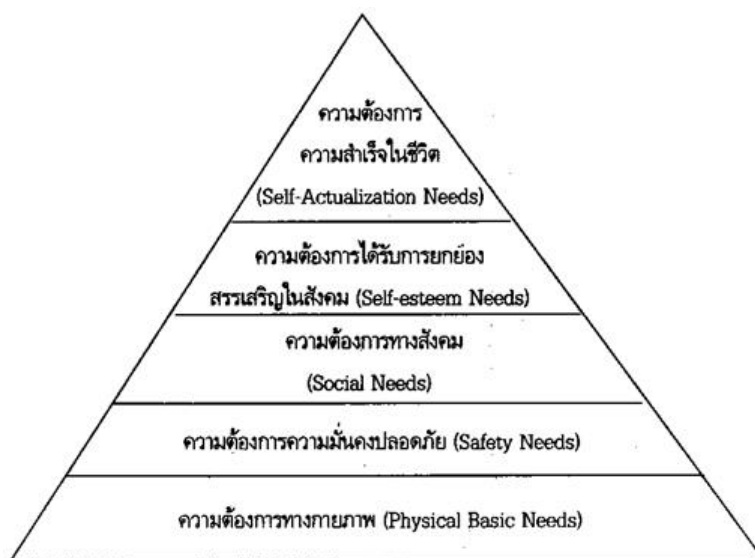 ความต้องการ
ความสำเร็จในชีวิต
(Self-Actualization Needs)
ความต้องการได้รับการยกย่อง
สรรเสริญในสังคม (Self-esteem Needs)
ความต้องการทางสังคม
(Social Needs)
ความต้องการความมั่นคงปลอดภัย (Safety Needs)
ความต้องการทางกายภาพ (Physical Basic Needs)